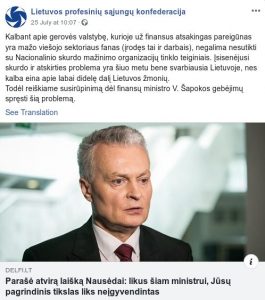 Lietuvos profesinių sąjungų konfederacija
25 July at 10:07
Kalbant apie gerovės valstybę, kurioje už finansus atsakingas pareigūnas
yra mažo viešojo sektoriaus fanas (įrodęs tai ir darbais), negalima nesutikti
su Nacionalinio skurdo mažinimo organizacijų tinklo teiginiais. Įsisenėjusi
skurdo ir atskirties problema yra šiuo metu bene svarbiausia Lietuvoje, nes
kalba eina apie labai didelę dalį Lietuvos žmonių.
Todėl reiškiame susirūpinimą dėl finansų ministro V. Šapokos gebėjimų
spręsti šią problemą.
See Translation
DELFI.LT
Parašė atvirą laišką Nausėdai: likus šiam ministrui, Jūsų
pagrindinis tikslas liks neįgyvendintas